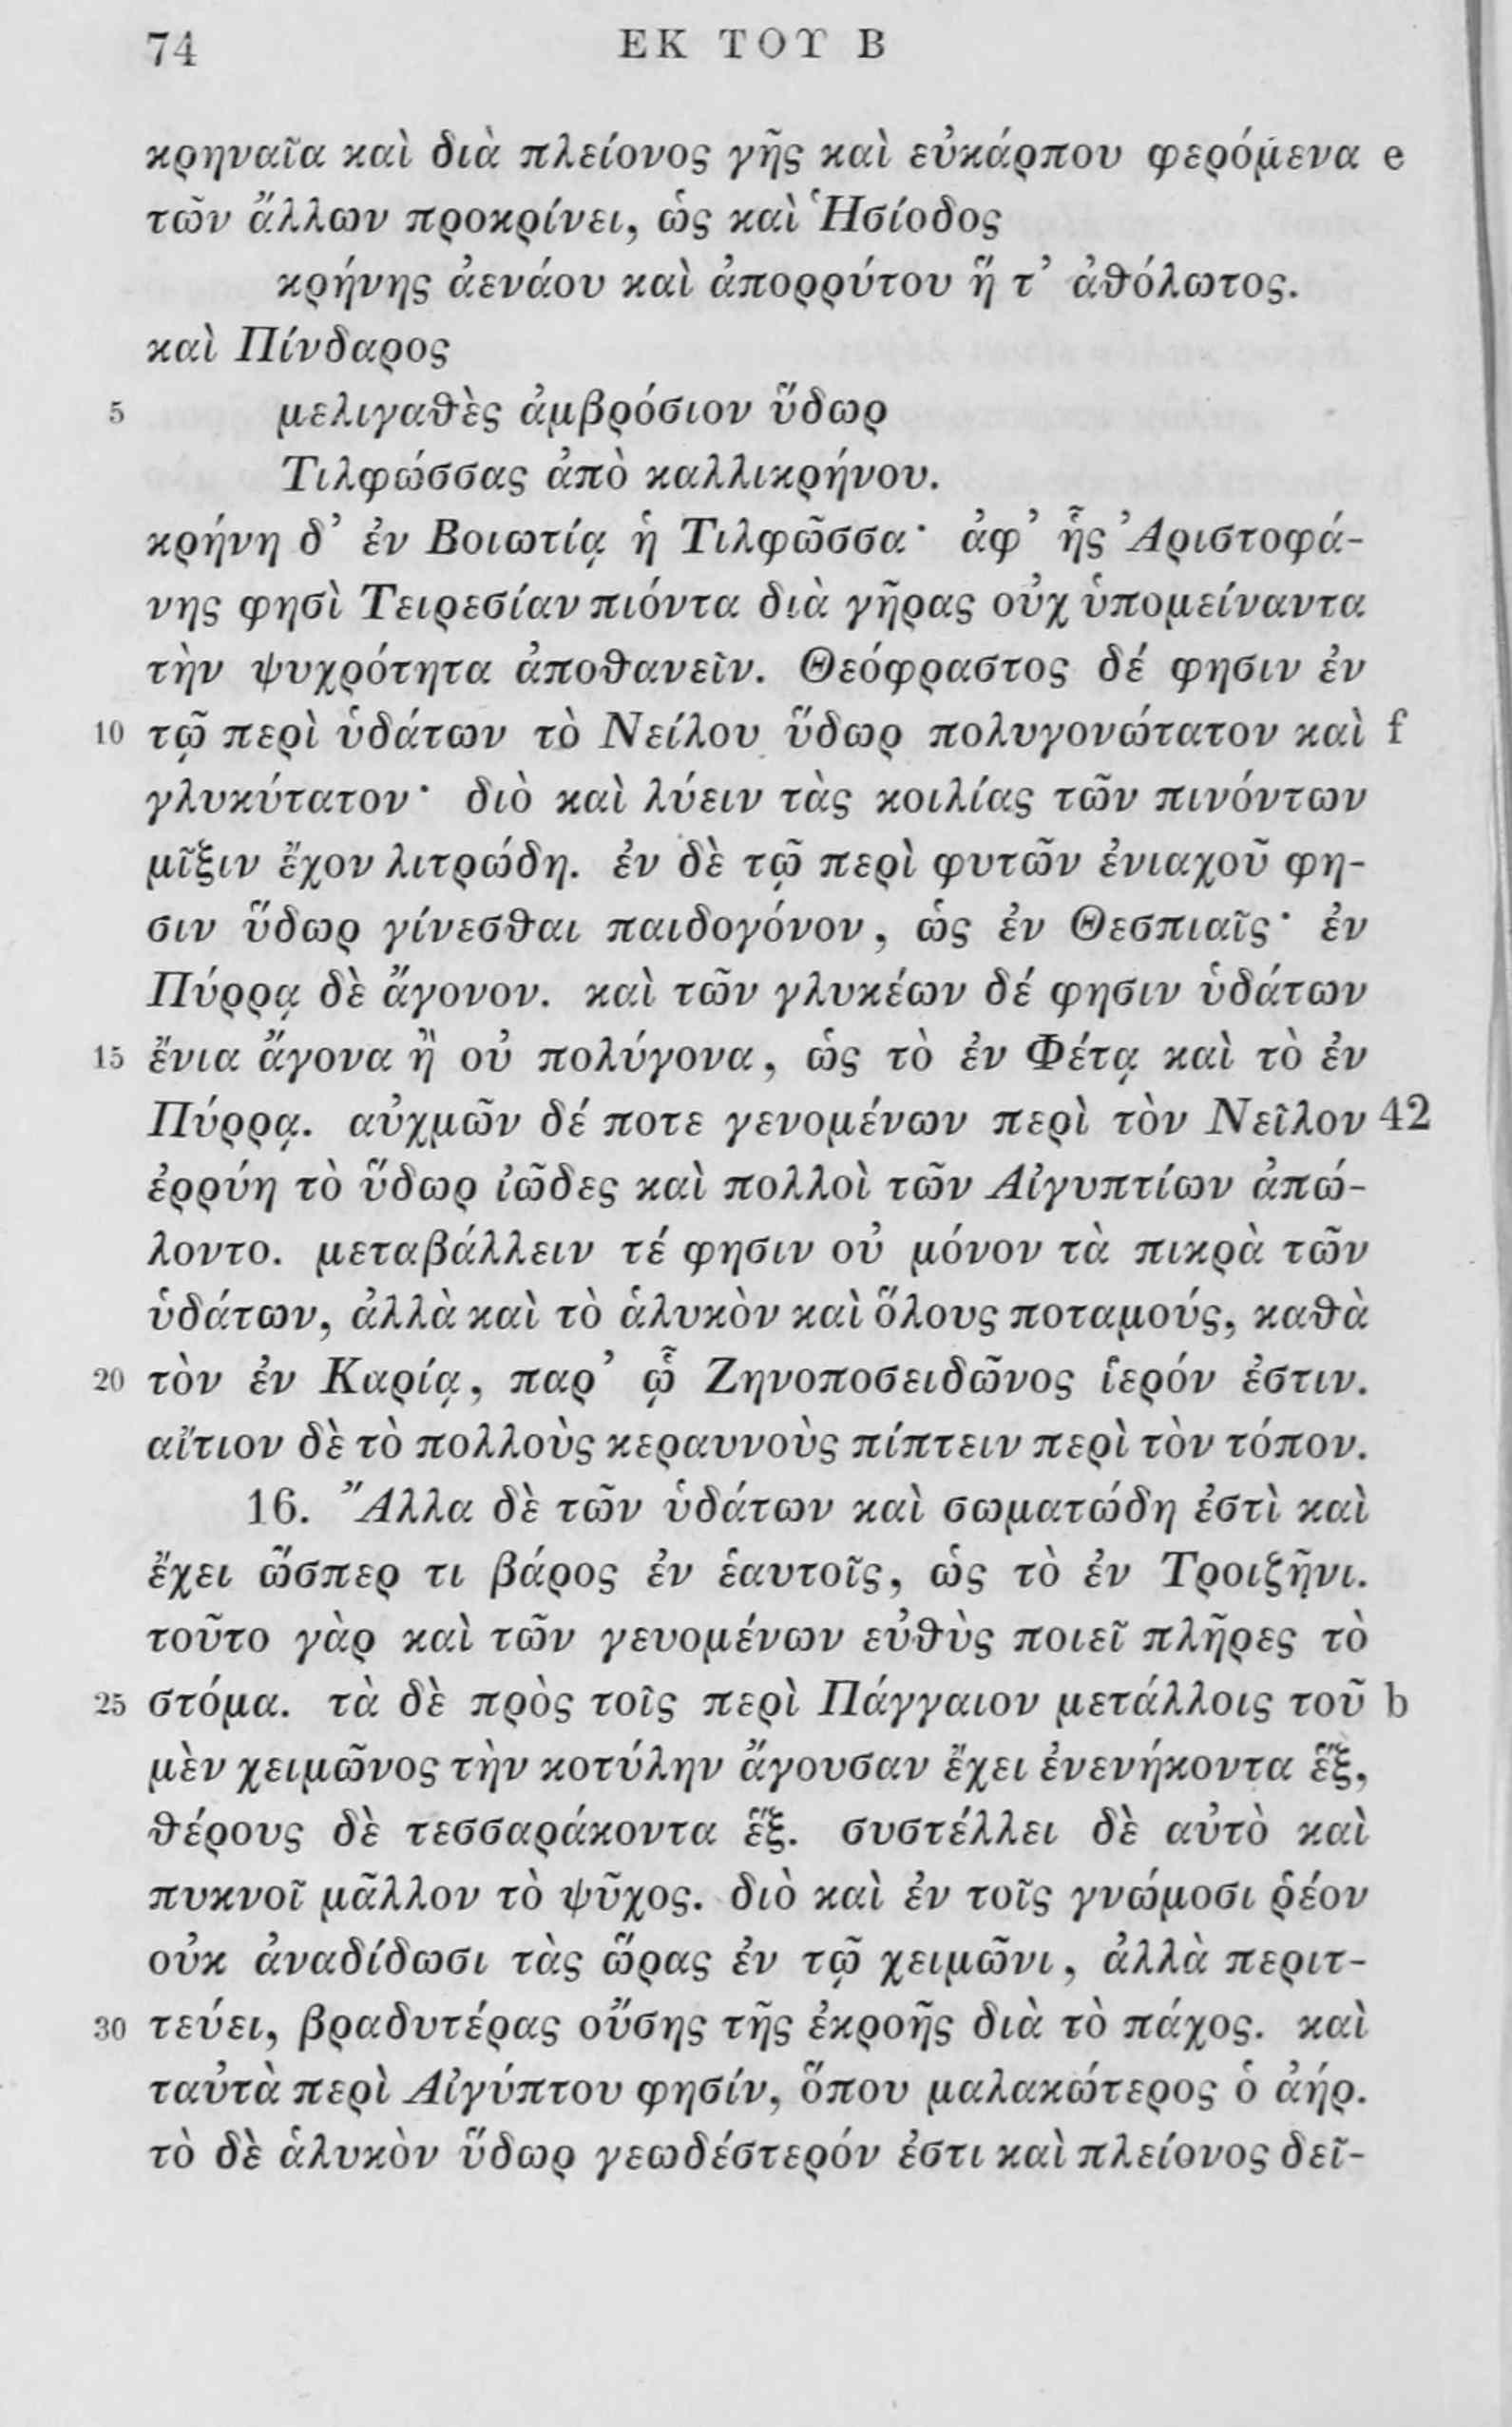 74 ΕΚ ΤΟΥ Β
κρηναῖα καὶ διὰ πλείονος γῆς καὶ εὐκάρπου φερόμενα e
τῶν ἄλλων προκρίνει, ὡς καὶ Ἡσίοδος
κρήνης ἀενάου καὶ ἀπορρύτου ἥ τ’ ἀθόλωτος.
καὶ Πίνδαρος
5 μελιγαθὲς ἀμβρόσιον ὕδωρ
Τιλφώσσας ἀπὸ καλλικρήνου.
κρήνη δ’ ἐν Βοιωτίᾳ ἡ Τιλφῶσσα· ἀφ’ ἧς Ἀριστοφά-
νης φησὶ Τειρεσίαν πιόντα διὰ γῆρας οὐχ ὑπομείναντα
τὴν ψυχρότητα ἀποθανεῖν. Θεόφραστος δέ φησιν ἐν
10 τῷ περὶ ὑδάτων τὸ Νείλου ὕδωρ πολυγονώτατον καὶ f
γλυκύτατον· διὸ καὶ λύειν τὰς κοιλίας τῶν πινόντων
μῖξιν ἔχον λιτρώδη. ἐν δὲ τῷ περὶ φυτῶν ἐνιαχοῦ φη-
σιν ὕδωρ γίνεσθαι παιδογόνον, ὡς ἐν Θεσπιαῖς· ἐν
Πύρρᾳ δὲ ἄγονον. καὶ τῶν γλυκέων δέ φησιν ὑδάτων
15 ἔνια ἄγονα ἢ οὐ πολύγονα, ὡς τὸ ἐν Φέτᾳ καὶ τὸ ἐν
Πύρρᾳ. αὐχμῶν δέ ποτε γενομένων περὶ τὸν Νεῖλον 42
ἐρρύη τὸ ὕδωρ ἰῶδες καὶ πολλοὶ τῶν Αἰγυπτίων ἀπώ-
λοντο. μεταβάλλειν τέ φησιν οὐ μόνον τὰ πικρὰ τῶν
ὑδάτων, ἀλλὰ καὶ τὸ ἁλυκὸν καὶ ὅλους ποταμούς, καθὰ
20 τὸν ἐν Καρίᾳ, παρ’ ᾧ Ζηνοποσειδῶνος ἱερόν ἐστιν.
αἴτιον δὲ τὸ πολλοὺς κεραυνοὺς πίπτειν περὶ τὸν τόπον.
16. Ἄλλα δὲ τῶν ὑδάτων καὶ σωματώδη ἐστὶ καὶ
ἔχει ὥσπερ τι βάρος ἐν ἑαυτοῖς, ὡς τὸ ἐν Τροιζῆνι.
τοῦτο γὰρ καὶ τῶν γευομένων εὐθὺς ποιεῖ πλῆρες τὸ
25 στόμα. τὰ δὲ πρὸς τοῖς περὶ Πάγγαιον μετάλλοις τοῦ b
μὲν χειμῶνος τὴν κοτύλην ἄγουσαν ἔχει ἐνενήκοντα ἕξ,
θέρους δὲ τεσσαράκοντα ἕξ. συστέλλει δὲ αὐτὸ καὶ
πυκνοῖ μᾶλλον τὸ ψῦχος. διὸ καὶ ἐν τοῖς γνώμοσι ῥέον
οὐκ ἀναδίδωσι τὰς ὥρας ἐν τῷ χειμῶνι, ἀλλὰ περιτ-
30 τεύει, βραδυτέρας οὔσης τῆς ἐκροῆς διὰ τὸ πάχος. καὶ
ταὐτὰ περὶ Αἰγύπτου φησίν, ὅπου μαλακώτερος ὁ ἀήρ.
τὸ δὲ ἁλυκὸν ὕδωρ γεωδέστερόν ἐστι καὶ πλείονος δεῖ-